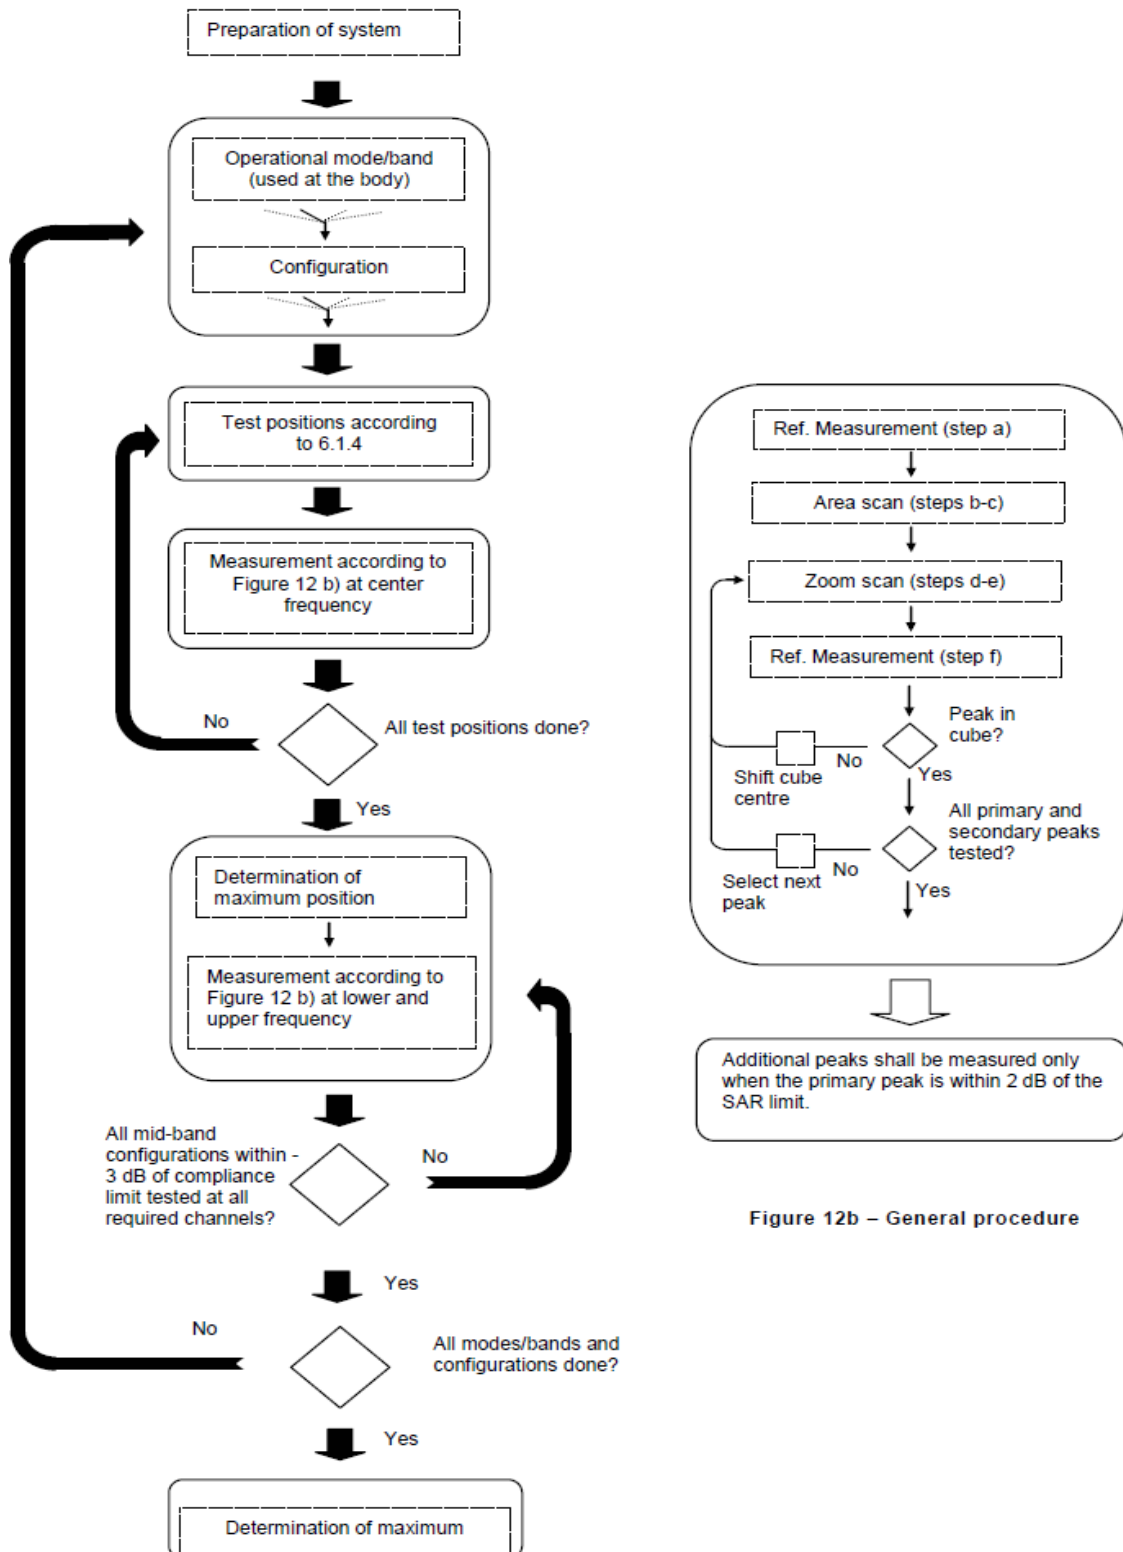 Preparation of system
Operational mode/band
(used at the body)
Configuration
Test positions according
to 6.1.4
Measurement according to
Figure 12 b) at center
frequency
No
All test positions done?
Yes
Determination of
maximum position
Measurement according to
Figure 12 b) at lower and
upper frequency
All mid-band
configurations within -
3 dB of compliance
limit tested at all
required channels?
No
Yes
No
All modes/bands and
configurations done?
Yes
Determination of maximum
Ref. Measurement (step a)
Area scan (steps b-c)
Zoom scan (steps d-e)
Ref. Measurement (step f)
Peak in
cube?
No
Shift cube
centre
Yes
All primary and
secondary peaks
tested?
No
Select next
peak
Yes
Additional peaks shall be measured only
when the primary peak is within 2 dB of the
SAR limit.
Figure 12b – General procedure